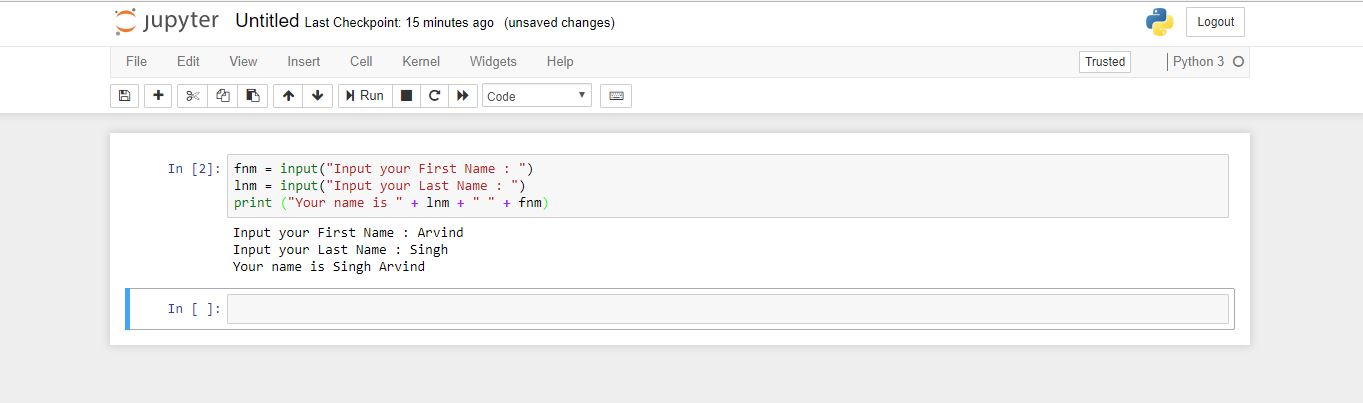 jupyter Untitled Last Checkpoint: 15 minutes ago (unsaved changes) Logout
File Edit View Insert Cell Kernel Widgets Help Trusted Python 3
Run Code
In [2]: fnm = input("Input your First Name : ")
lnm = input("Input your Last Name : ")
print ("Your name is " + lnm + " " + fnm)
Input your First Name : Arvind
Input your Last Name : Singh
Your name is Singh Arvind
In [ ]: